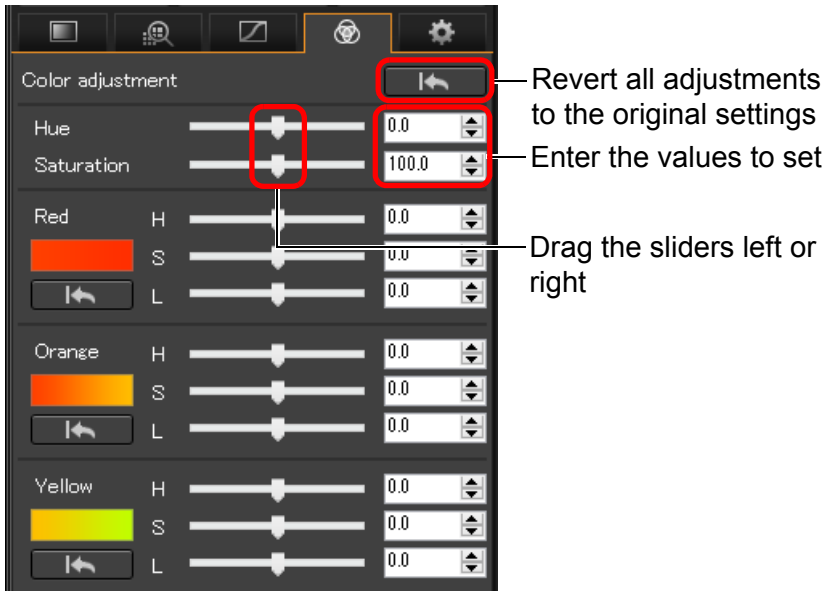 Color adjustment
Revert all adjustments
to the original settings
Hue 0.0
Saturation 100.0
Enter the values to set
Red H 0.0
S 0.0
L 0.0
Drag the sliders left or
right
Orange H 0.0
S 0.0
L 0.0
Yellow H 0.0
S 0.0
L 0.0